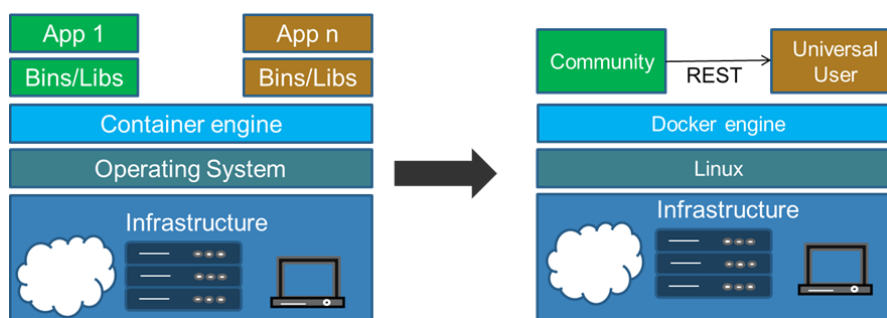 App 1
App n
Bins/Libs
Bins/Libs
Container engine
Operating System
Infrastructure
Community
REST
Universal
User
Docker engine
Linux
Infrastructure